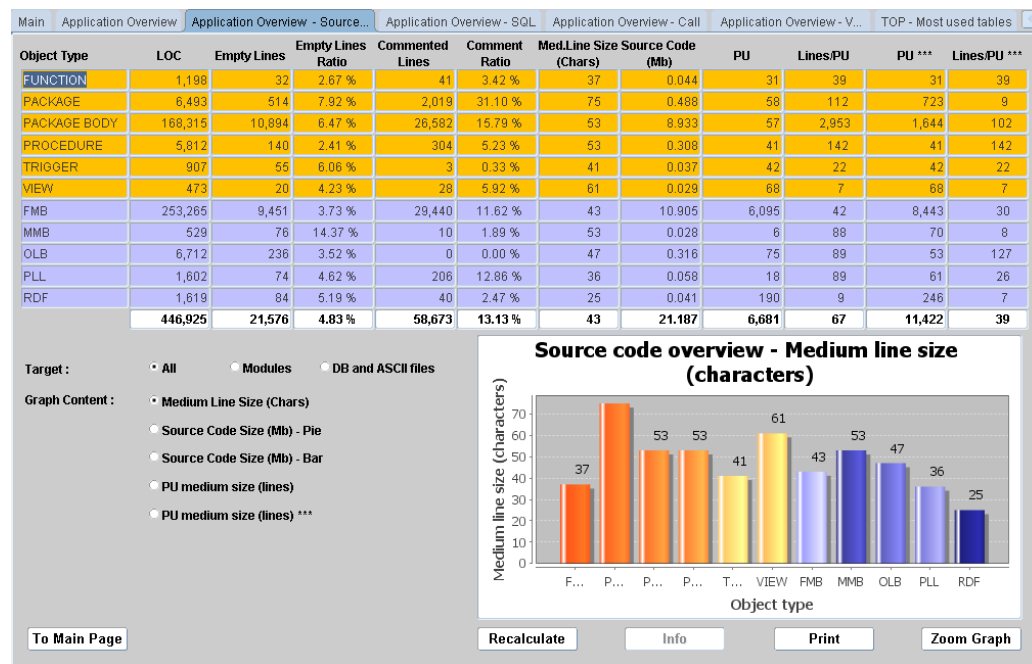 Main Application Overview Application Overview - Source... Application Overview - SQL Application Overview - Call Application Overview - V... TOP - Most used tables
Object Type LOC Empty Lines Empty Lines Ratio Commented Lines Comment Ratio Med.Line Size (Chars) Source Code (Mb) PU Lines/PU PU *** Lines/PU ***
FUNCTION 1,198 32 2.67 % 41 3.42 % 37 0.044 31 39 31 39
PACKAGE 6,493 514 7.92 % 2,019 31.10 % 75 0.488 58 112 723 9
PACKAGE BODY 168,315 10,894 6.47 % 26,582 15.79 % 53 8.933 57 2,953 1,644 102
PROCEDURE 5,812 140 2.41 % 304 5.23 % 53 0.308 41 142 41 142
TRIGGER 907 55 6.06 % 3 0.33 % 41 0.037 42 22 42 22
VIEW 473 20 4.23 % 28 5.92 % 61 0.029 68 7 68 7
FMB 253,265 9,451 3.73 % 29,440 11.62 % 43 10.905 6,095 42 8,443 30
MMB 529 76 14.37 % 10 1.89 % 53 0.028 6 88 70 8
OLB 6,712 236 3.52 % 0 0.00 % 47 0.316 75 89 53 127
PLL 1,602 74 4.62 % 206 12.86 % 36 0.058 18 89 61 26
RDF 1,619 84 5.19 % 40 2.47 % 25 0.041 190 9 246 7
446,925 21,576 4.83 % 58,673 13.13 % 43 21.187 6,681 67 11,422 39
Target : All Modules DB and ASCII files
Graph Content : Medium Line Size (Chars)
Source Code Size (Mb) - Pie
Source Code Size (Mb) - Bar
PU medium size (lines)
PU medium size (lines) ***
Source code overview - Medium line size
(characters)
Medium line size (characters)
70
60
50
40
30
20
10
0
37 53 53 41 61 43 53 47 36 25
F... P... P... P... T... VIEW FMB MMB OLB PLL RDF
Object type
To Main Page Recalculate Info Print Zoom Graph